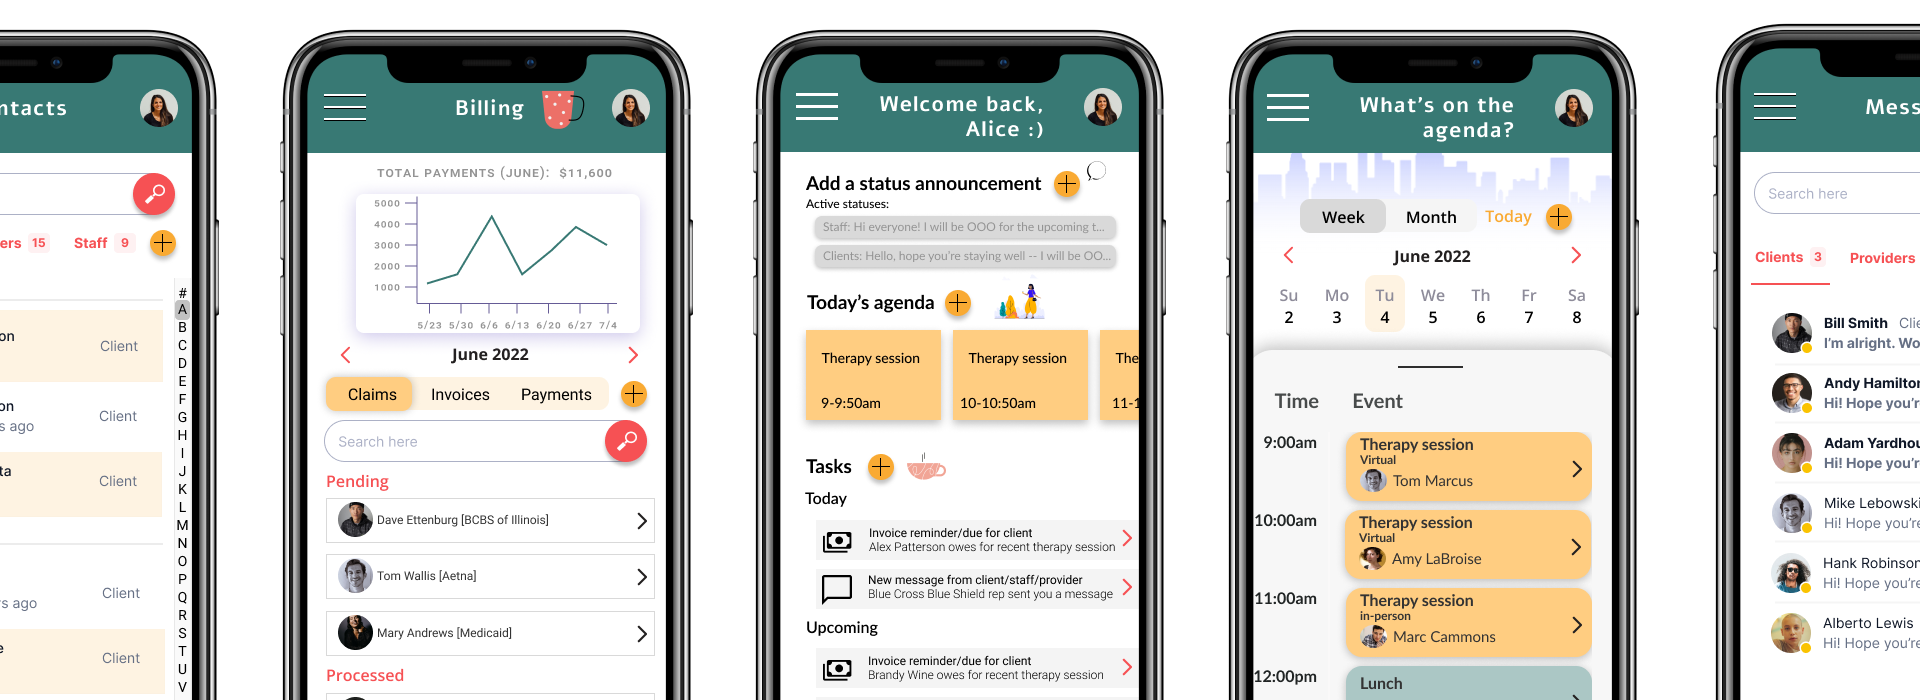 ntacts
ers 15 Staff 9
#
A
B
C
D
E
F
G
H
I
J
K
L
M
N
O
P
Q
R
S
T
U
V
on
Client
on
s ago
Client
ta
Client
rs ago
Client
e
Client
Billing
TOTAL PAYMENTS (JUNE): $11,600
5000
4000
3000
2000
1000
5/23 5/30 6/6 6/13 6/20 6/27 7/4
June 2022
Claims Invoices Payments
Search here
Pending
Dave Ettenburg [BCBS of Illinois]
Tom Wallis [Aetna]
Mary Andrews [Medicaid]
Processed
Welcome back,
Alice :)
Add a status announcement
Active statuses:
Staff: Hi everyone! I will be OOO for the upcoming t...
Clients: Hello, hope you're staying well -- I will be OO...
Today's agenda
Therapy session
9-9:50am
Therapy session
10-10:50am
The
11-1
Tasks
Today
Invoice reminder/due for client
Alex Patterson owes for recent therapy session
New message from client/staff/provider
Blue Cross Blue Shield rep sent you a message
Upcoming
Invoice reminder/due for client
Brandy Wine owes for recent therapy session
What's on the
agenda?
Week Month Today
June 2022
Su Mo Tu We Th Fr Sa
2 3 4 5 6 7 8
Time Event
9:00am
Therapy session
Virtual
Tom Marcus
10:00am
Therapy session
Virtual
Amy LaBroise
11:00am
Therapy session
in-person
Marc Cammons
12:00pm
Lunch
Mess
Search here
Clients 3 Providers
Bill Smith Clie
I'm alright. Wo
Andy Hamilton
Hi! Hope you'r
Adam Yardhou
Hi! Hope you'r
Mike Lebowski
Hi! Hope you're
Hank Robinson
Hi! Hope you're
Alberto Lewis
Hi! Hope you're